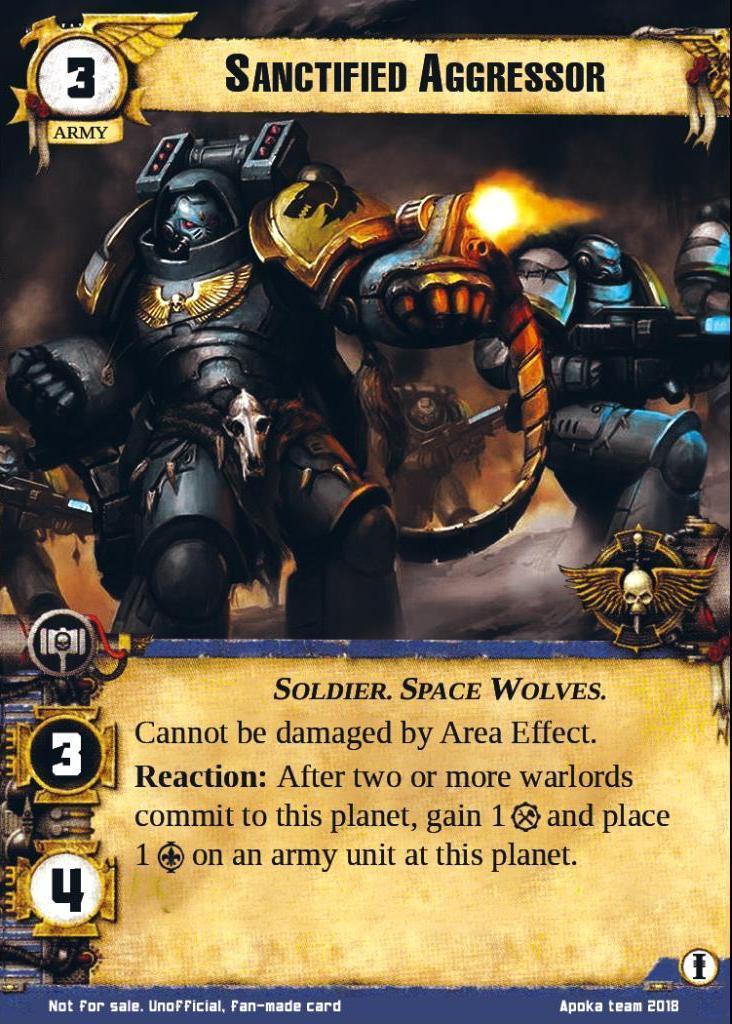 3
SANCTIFIED AGGRESSOR
ARMY
SOLDIER. SPACE WOLVES.
3
Cannot be damaged by Area Effect.
Reaction: After two or more warlords
commit to this planet, gain 1 and place
1 on an army unit at this planet.
4
I
Not for sale. Unofficial, fan-made card
Apoka team 2018